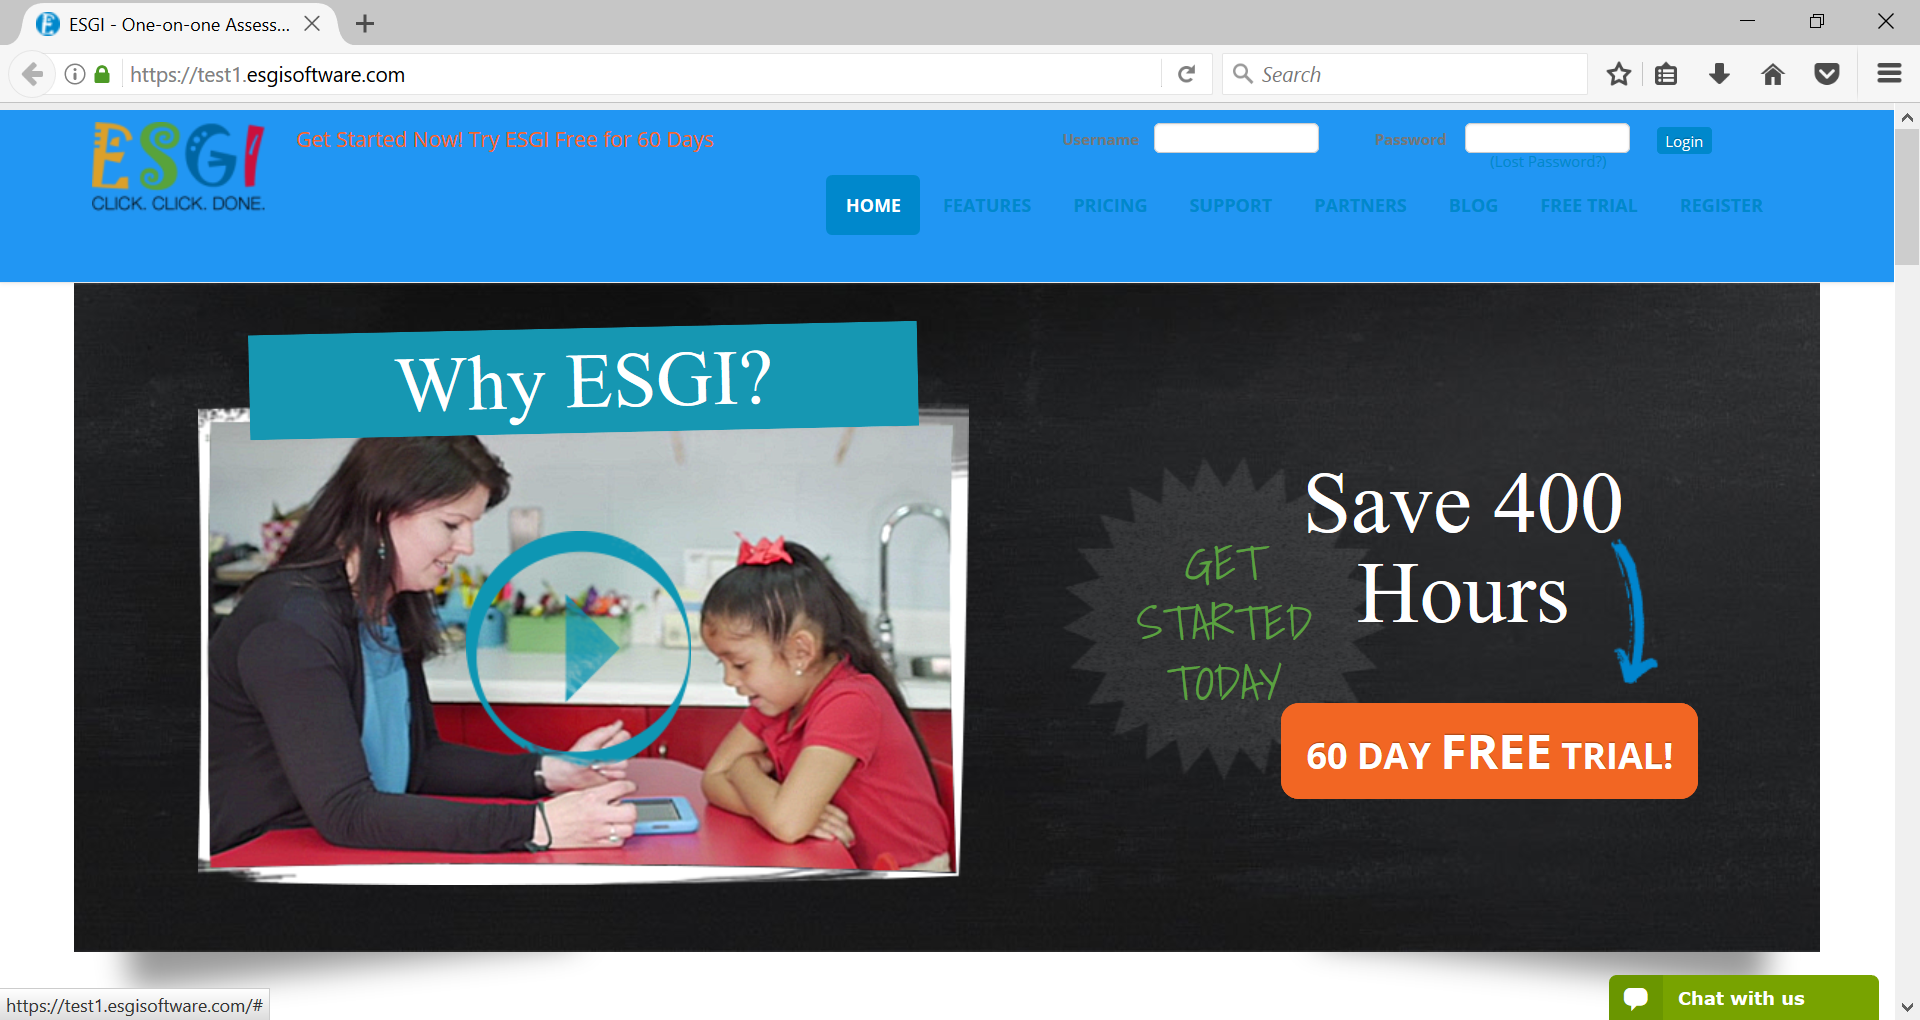 ESGI - One-on-one Assess...
https://test1.esgisoftware.com
Search
ESGI
CLICK. CLICK. DONE.
Get Started Now! Try ESGI Free for 60 Days
Username
Password
Login
(Lost Password?)
HOME FEATURES PRICING SUPPORT PARTNERS BLOG FREE TRIAL REGISTER
Why ESGI?
Save 400
Hours
GET
STARTED
TODAY
60 DAY FREE TRIAL!
Chat with us
https://test1.esgisoftware.com/#